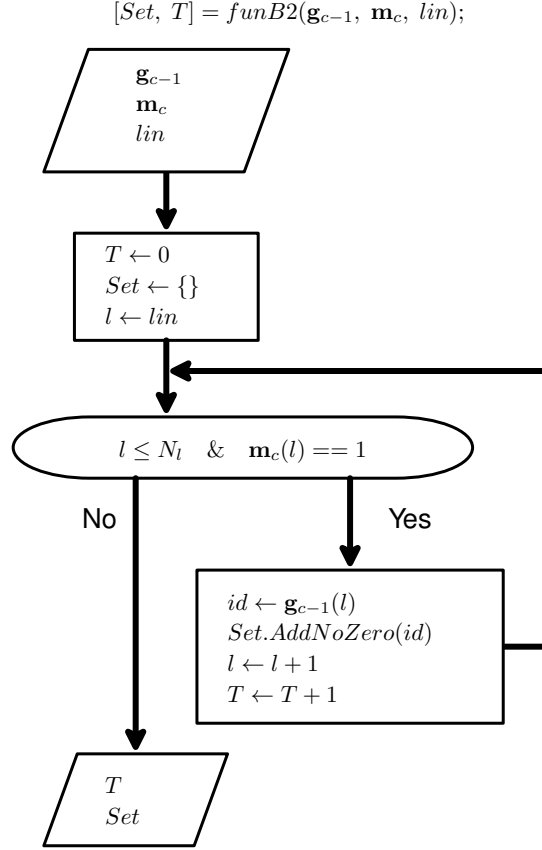 [Set, T] = funB2(g_{c−1}, m_c, lin);
g_{c−1}
m_c
lin
T ← 0
Set ← {}
l ← lin
l ≤ N_l & m_c(l) == 1
No
Yes
id ← g_{c−1}(l)
Set.AddNoZero(id)
l ← l + 1
T ← T + 1
T
Set